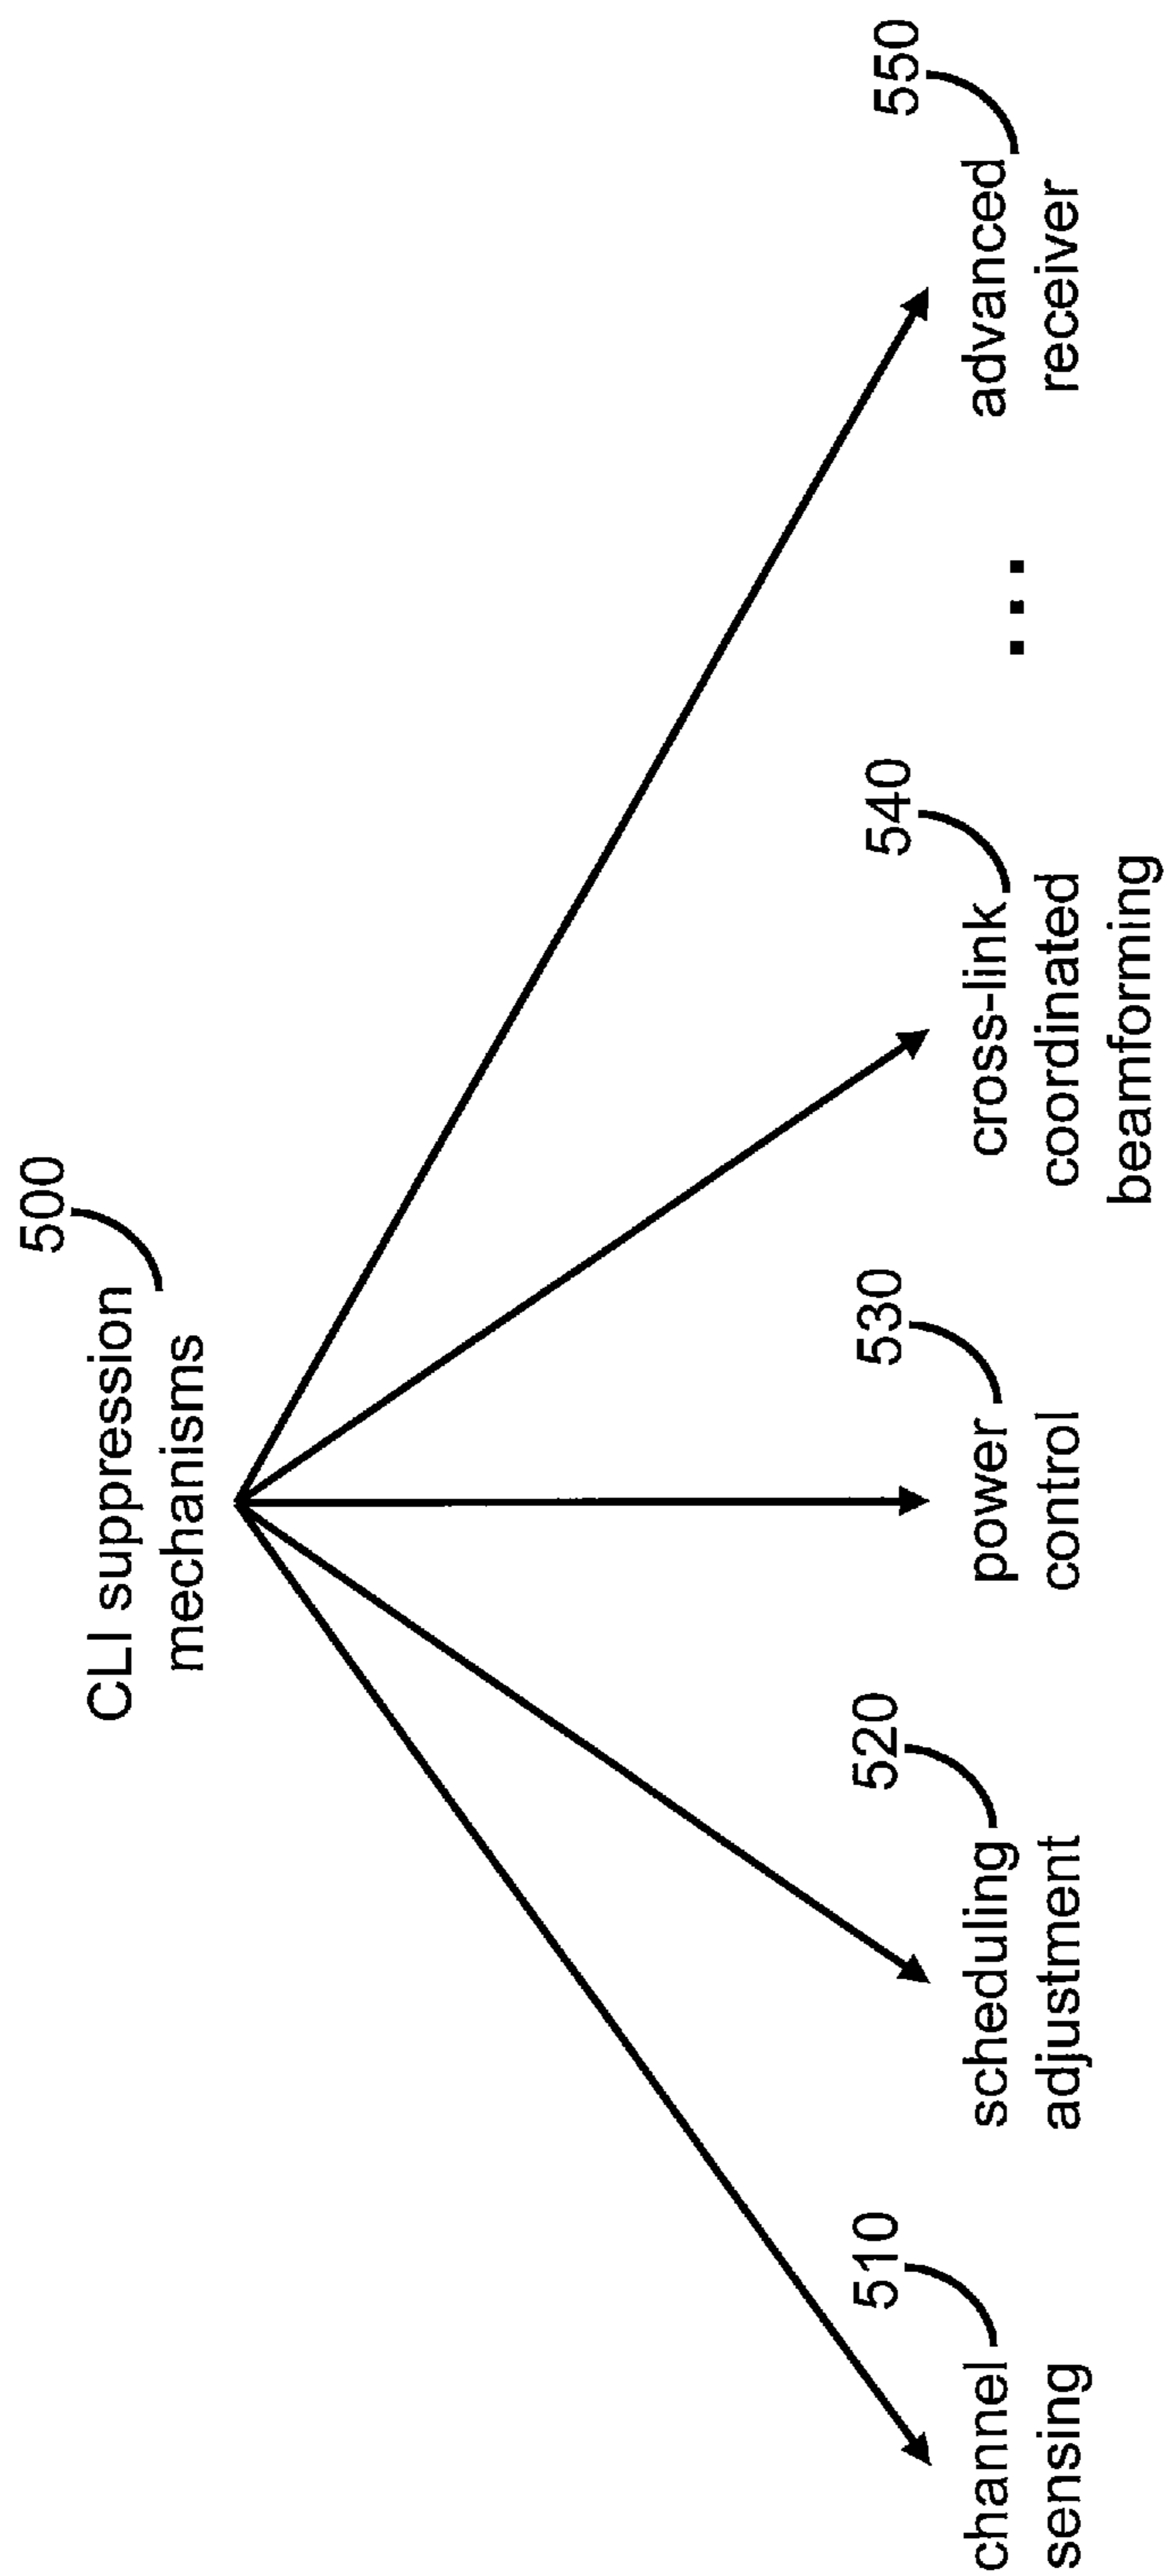 500
CLI suppression
mechanisms
510
channel
sensing
520
scheduling
adjustment
530
power
control
540
cross-link
coordinated
beamforming
...
550
advanced
receiver